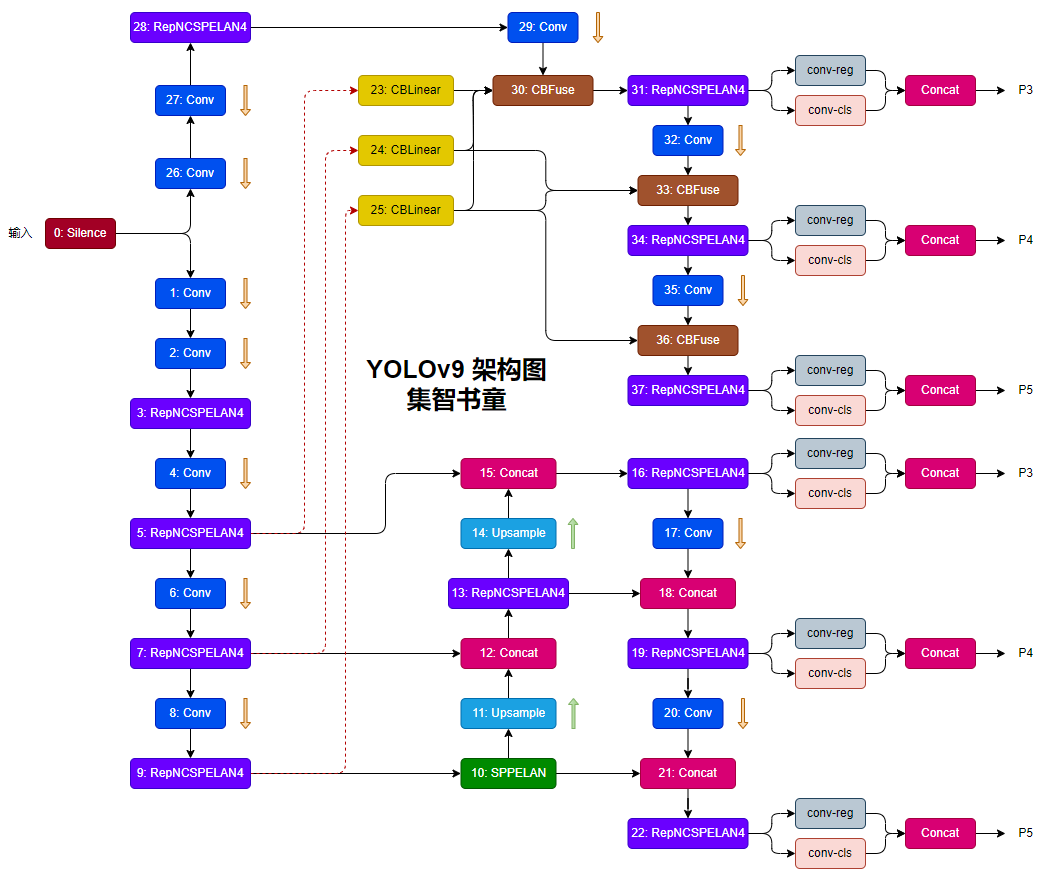 28: RepNCSPELAN4
29: Conv
27: Conv
23: CBLinear
30: CBFuse
31: RepNCSPELAN4
conv-reg
conv-cls
Concat
P3
26: Conv
24: CBLinear
32: Conv
25: CBLinear
33: CBFuse
输入
0: Silence
34: RepNCSPELAN4
conv-reg
conv-cls
Concat
P4
1: Conv
35: Conv
2: Conv
36: CBFuse
YOLOv9 架构图
集智书童
37: RepNCSPELAN4
conv-reg
conv-cls
Concat
P5
3: RepNCSPELAN4
4: Conv
15: Concat
16: RepNCSPELAN4
conv-reg
conv-cls
Concat
P3
5: RepNCSPELAN4
14: Upsample
17: Conv
6: Conv
13: RepNCSPELAN4
18: Concat
7: RepNCSPELAN4
12: Concat
19: RepNCSPELAN4
conv-reg
conv-cls
Concat
P4
8: Conv
11: Upsample
20: Conv
9: RepNCSPELAN4
10: SPPELAN
21: Concat
22: RepNCSPELAN4
conv-reg
conv-cls
Concat
P5